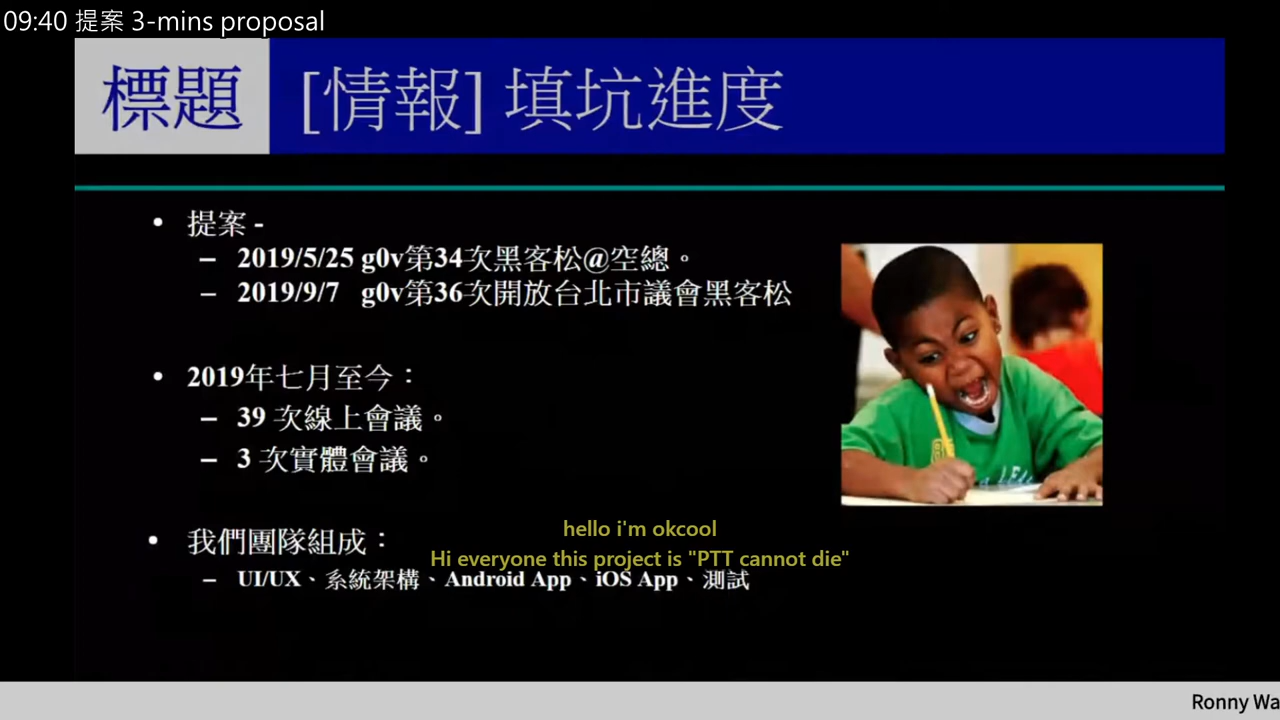 09:40 提案 3-mins proposal
標題 [情報] 填坑進度
• 提案 -
– 2019/5/25 g0v第34次黑客松@空總。
– 2019/9/7 g0v第36次開放台北市議會黑客松
• 2019年七月至今：
– 39 次線上會議。
– 3 次實體會議。
• 我們團隊組成：
– UI/UX、系統架構、Android App、iOS App、測試
hello i'm okcool
Hi everyone this project is "PTT cannot die"
Ronny Wa